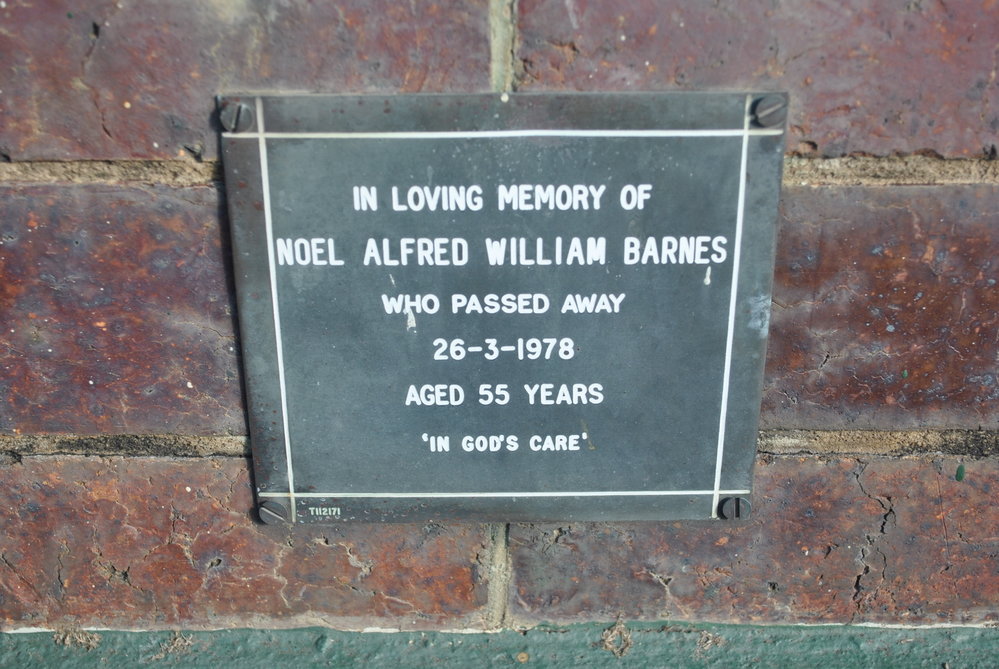 IN LOVING MEMORY OF
NOEL ALFRED WILLIAM BARNES
WHO PASSED AWAY
26-3-1978
AGED 55 YEARS
'IN GOD'S CARE'
T112171